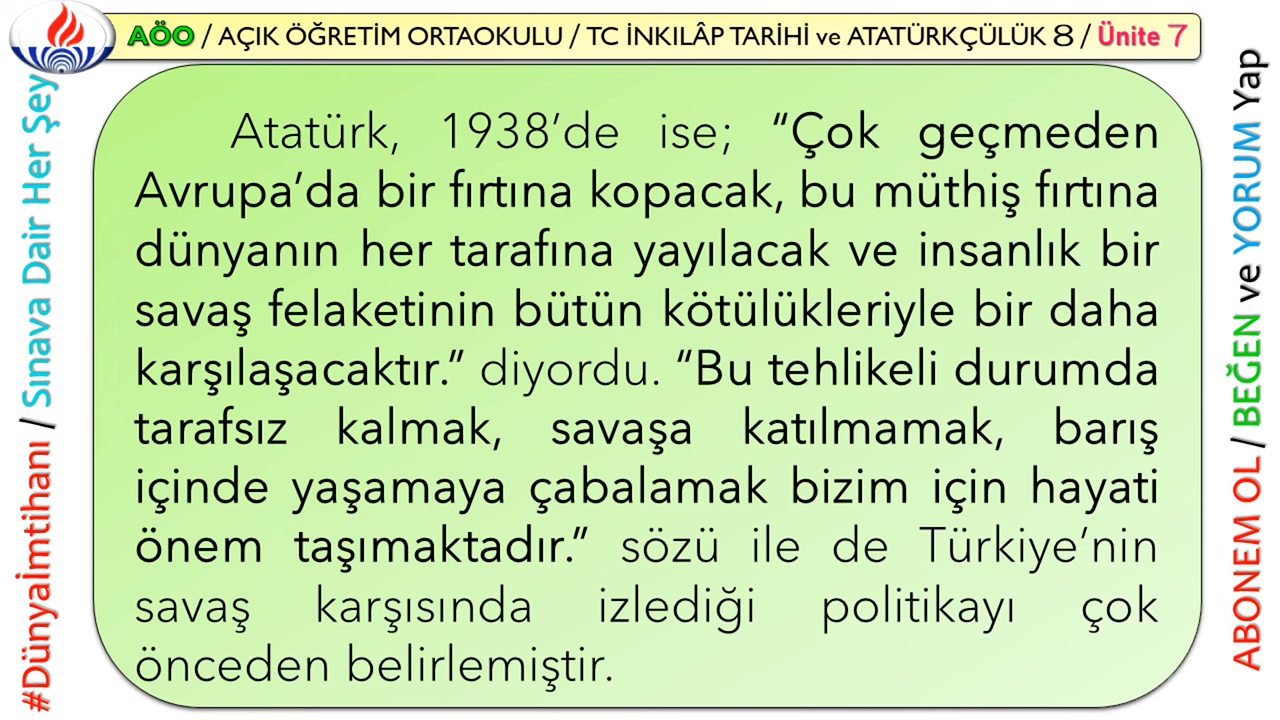 AÖO / AÇIK ÖĞRETİM ORTAOKULU / TC İNKILÂP TARİHİ ve ATATÜRKÇÜLÜK 8 / Ünite 7
#Dünyaİmtihanı / Sınava Dair Her Şey
Atatürk, 1938’de ise; “Çok geçmeden
Avrupa’da bir fırtına kopacak, bu müthiş fırtına
dünyanın her tarafına yayılacak ve insanlık bir
savaş felaketinin bütün kötülükleriyle bir daha
karşılaşacaktır.” diyordu. “Bu tehlikeli durumda
tarafsız kalmak, savaşa katılmamak, barış
içinde yaşamaya çabalamak bizim için hayati
önem taşımaktadır.” sözü ile de Türkiye’nin
savaş karşısında izlediği politikayı çok
önceden belirlemiştir.
ABONEM OL / BEĞEN ve YORUM Yap